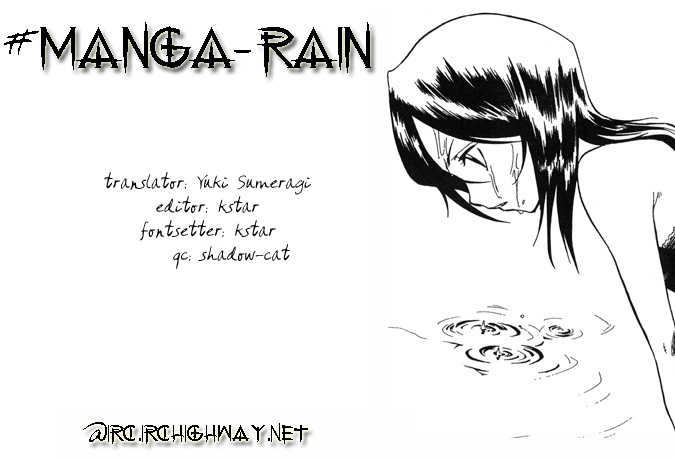 #MANGA-RAIN
translator: Yuki Sumeragi
editor: kstar
fontsetter: kstar
qc: shadow-cat
@IRC.IRCHIGHWAY.NET